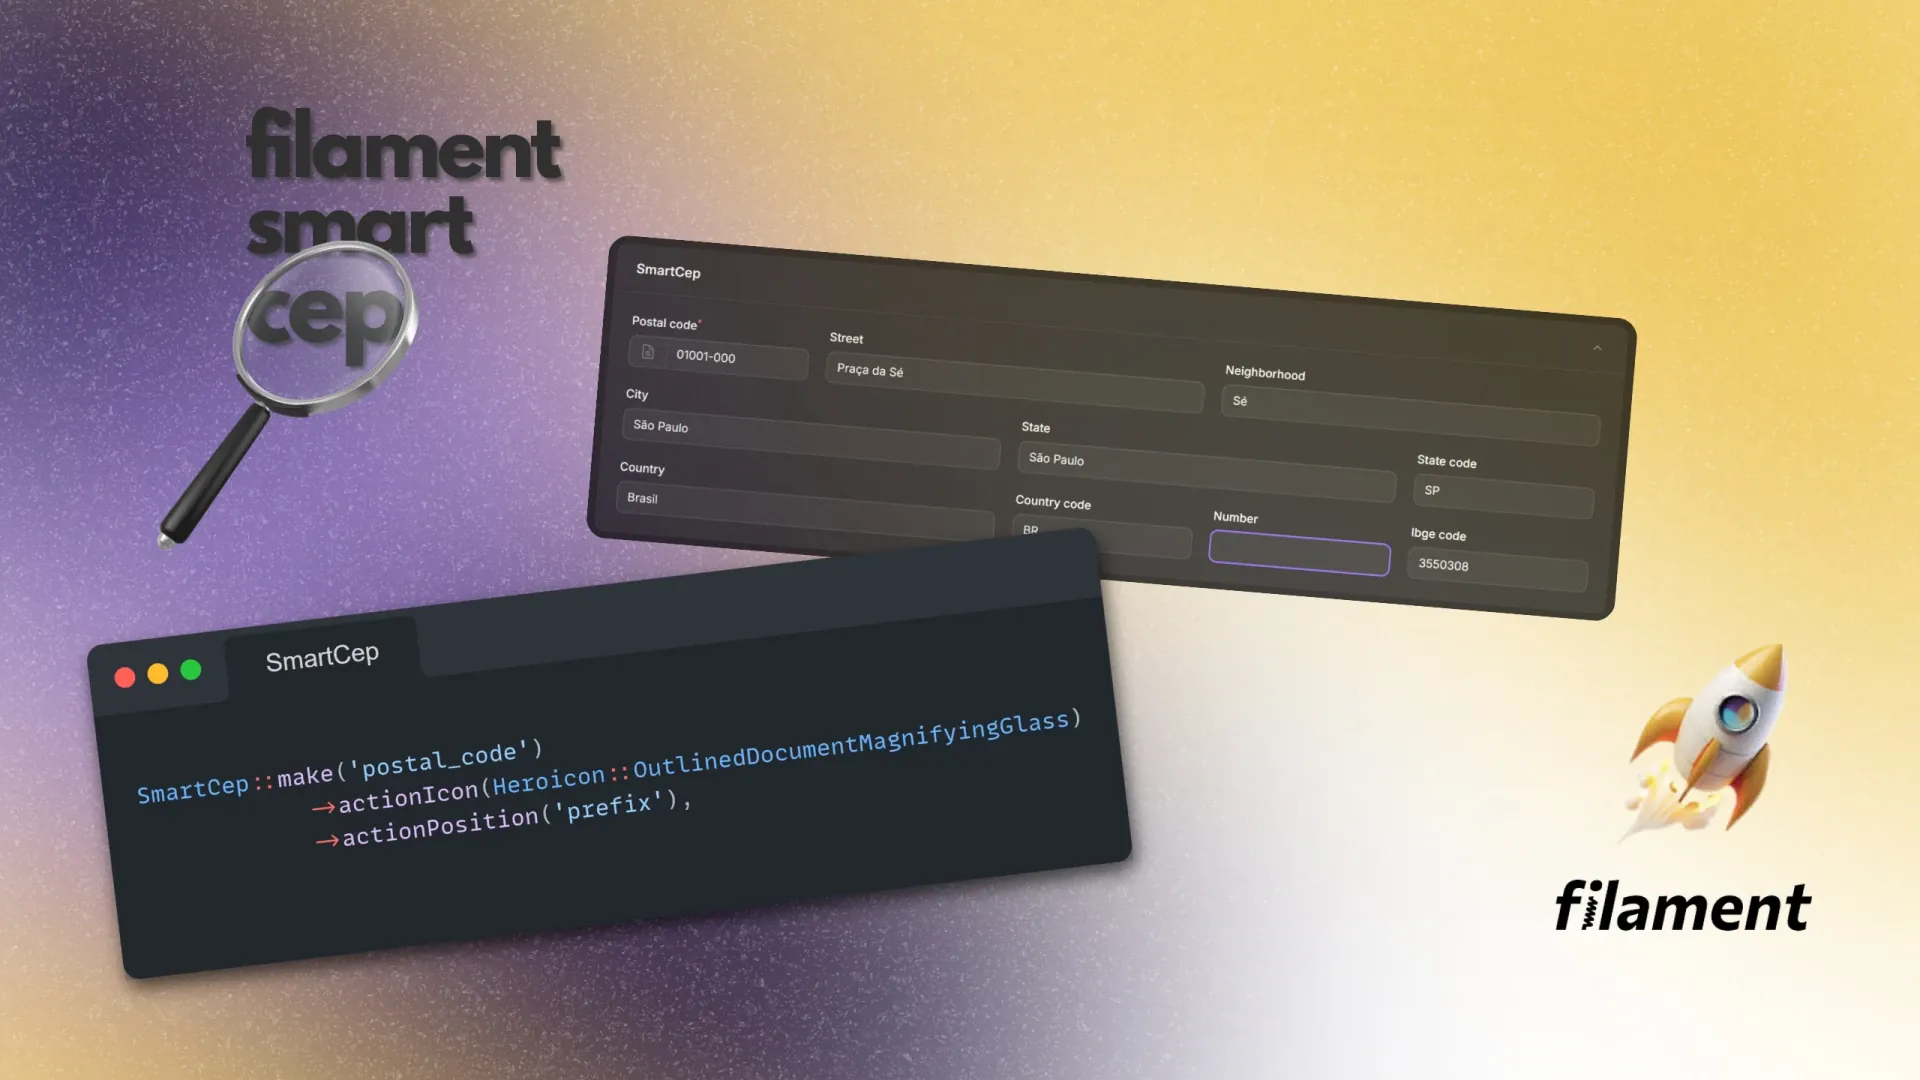 filament
smart
cep
SmartCep
Postal code*
01001-000
Street
Praça da Sé
Neighborhood
Sé
City
São Paulo
State
São Paulo
State code
SP
Country
Brasil
Country code
BR
Number
Ibge code
3550308
SmartCep
SmartCep::make('postal_code')
->actionIcon(Heroicon::OutlinedDocumentMagnifyingGlass)
->actionPosition('prefix'),
filament